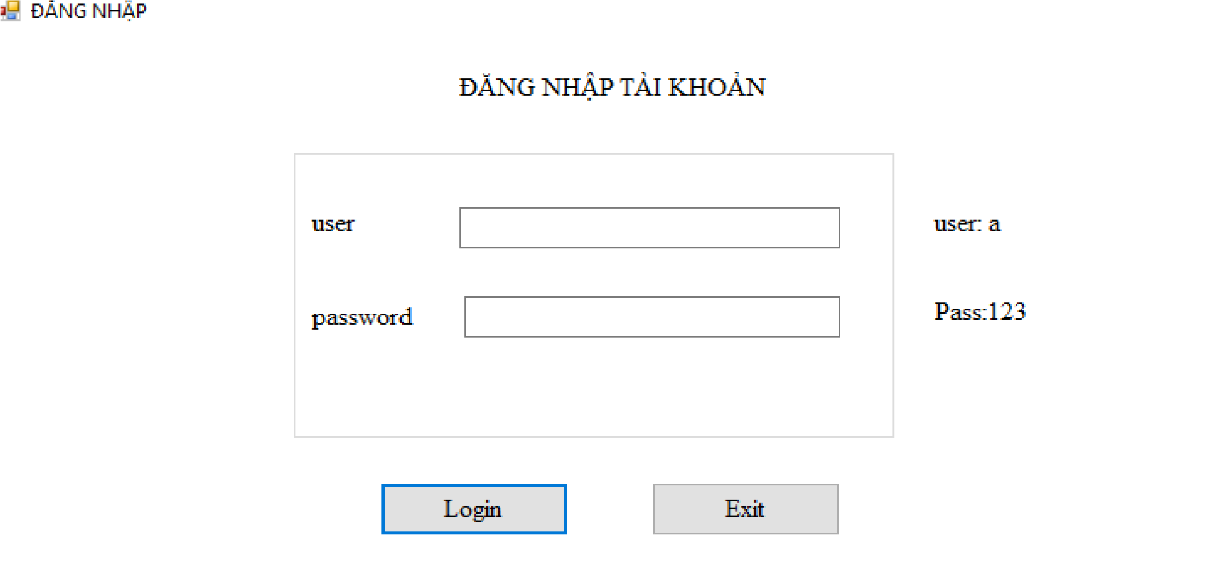 ĐĂNG NHẬP
ĐĂNG NHẬP TÀI KHOẢN
user
user: a
password
Pass:123
Login
Exit